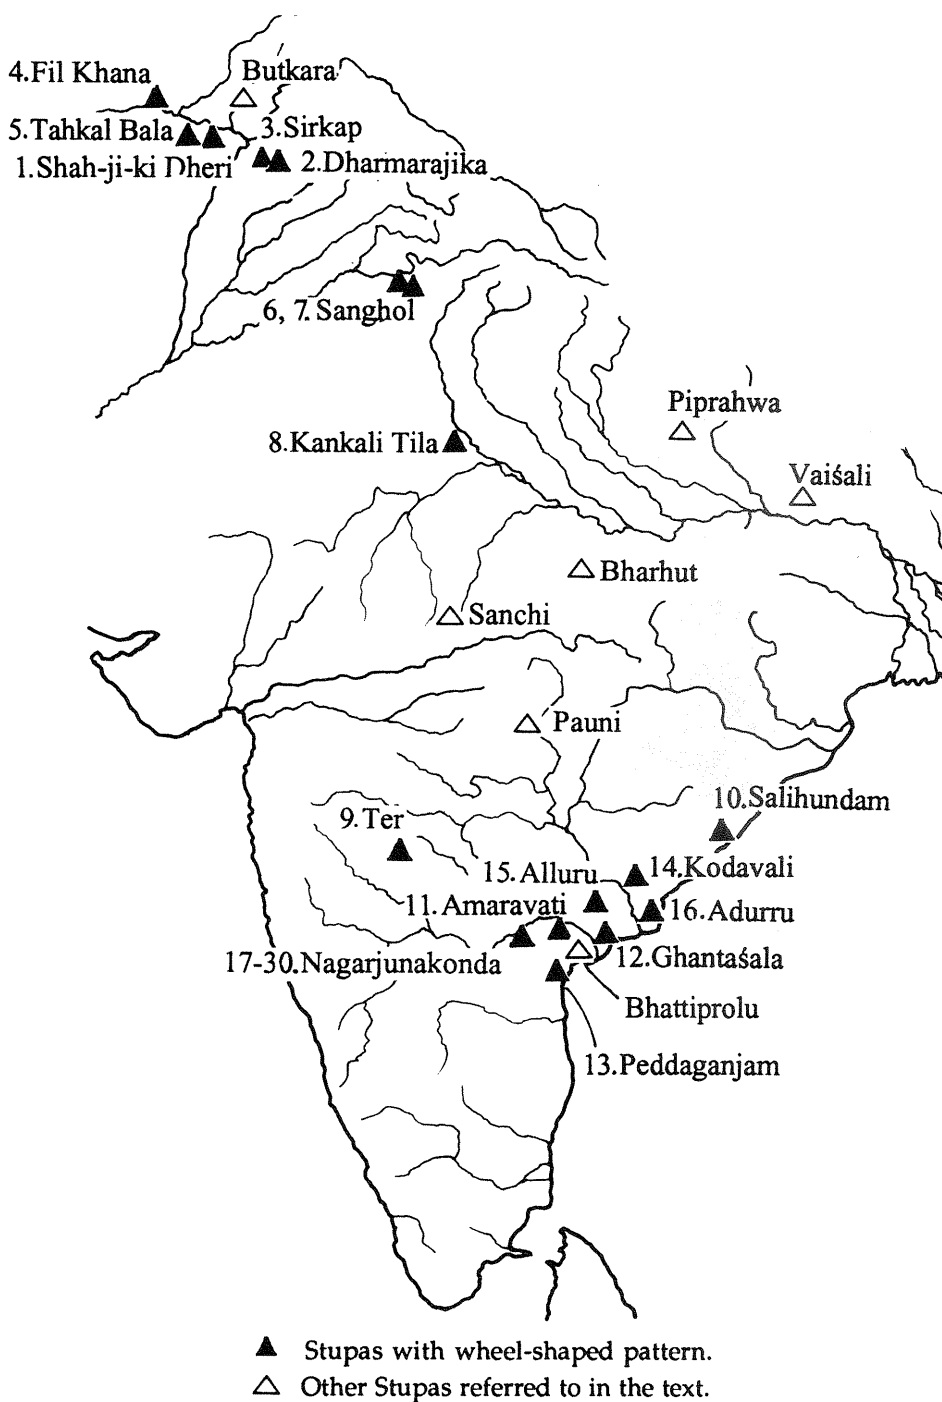 4.Fil Khana
Butkara
5.Tahkal Bala
3.Sirkap
1.Shah-ji-ki Dheri
2.Dharmarajika
6, 7.Sanghol
Piprahwa
8.Kankali Tila
Vaiśali
Bharhut
Sanchi
Pauni
10.Salihundam
9.Ter
15.Alluru
14.Kodavali
11.Amaravati
16.Adurru
17-30.Nagarjunakonda
12.Ghantaśala
Bhattiprolu
13.Peddaganjam
Stupas with wheel-shaped pattern.
Other Stupas referred to in the text.